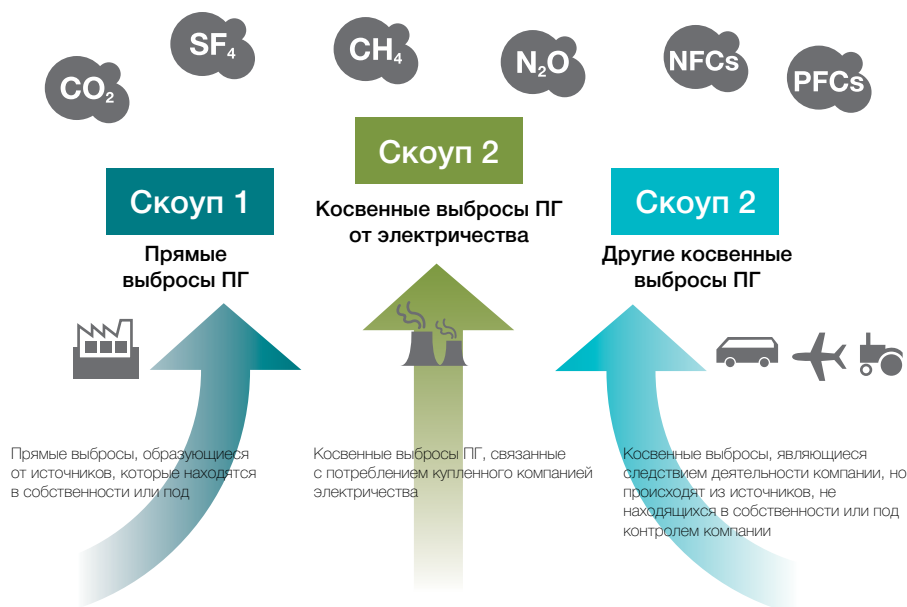 CO₂
SF₄
CH₄
N₂O
NFCs
PFCs
Скоуп 1
Прямые
выбросы ПГ
Скоуп 2
Косвенные выбросы ПГ
от электричества
Скоуп 2
Другие косвенные
выбросы ПГ
Прямые выбросы, образующиеся
от источников, которые находятся
в собственности или под
Косвенные выбросы ПГ, связанные
с потреблением купленного компанией
электричества
Косвенные выбросы, являющиеся
следствием деятельности компании, но
происходят из источников, не
находящихся в собственности или под
контролем компании